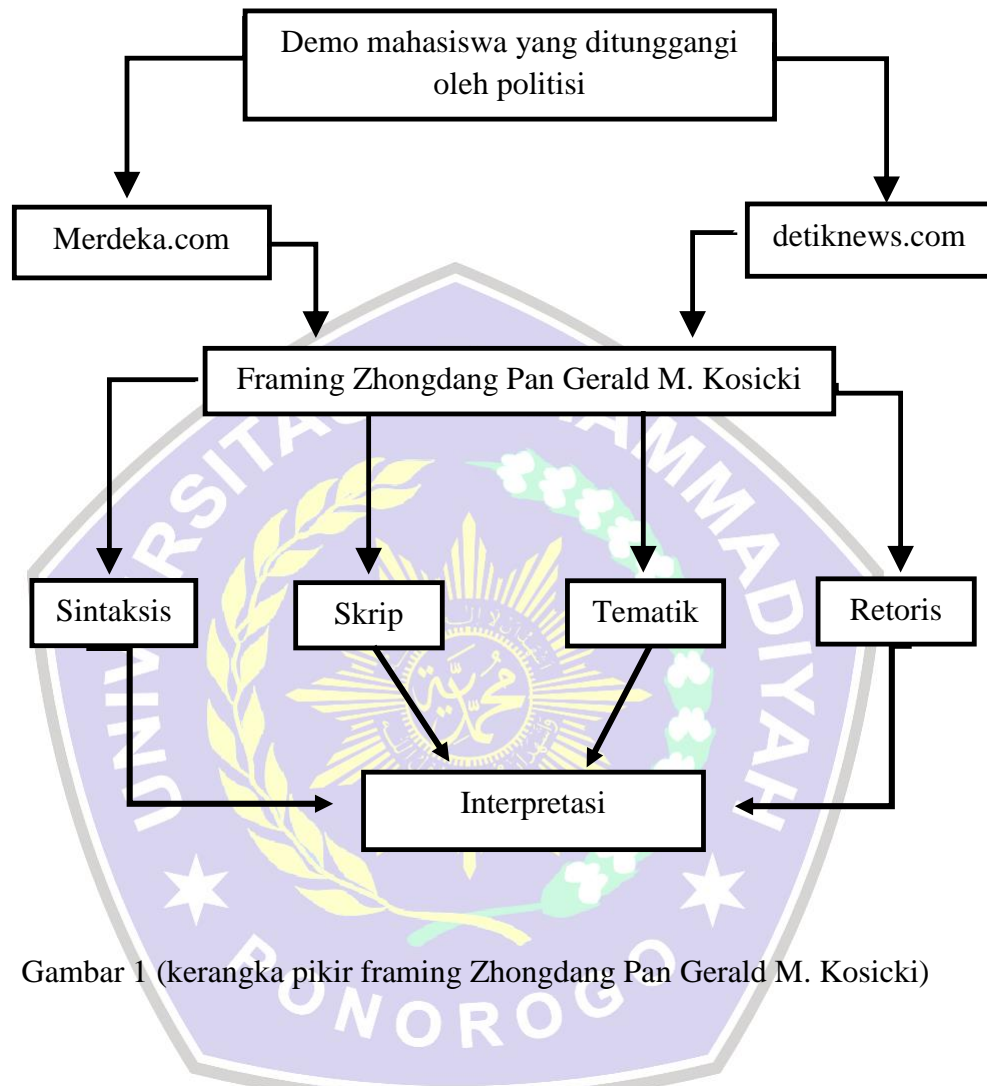 Demo mahasiswa yang ditunggangi
oleh politisi
Merdeka.com
detiknews.com
Framing Zhongdang Pan Gerald M. Kosicki
Sintaksis
Skrip
Tematik
Retoris
Interpretasi
Gambar 1 (kerangka pikir framing Zhongdang Pan Gerald M. Kosicki)
PONOROGO